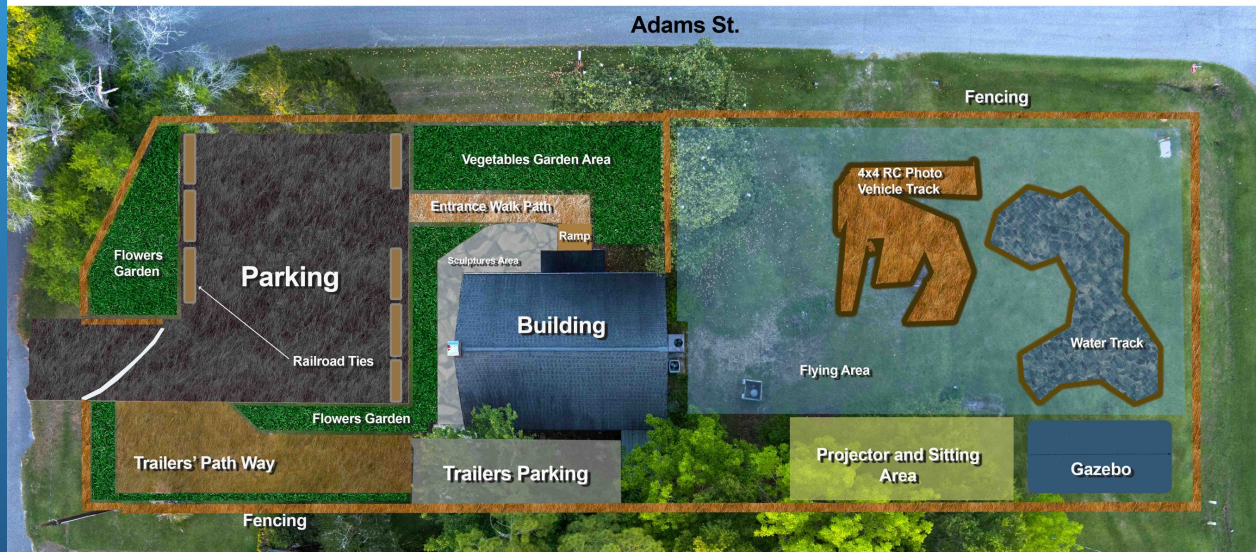 Adams St.
Fencing
Vegetables Garden Area
4x4 RC Photo
Vehicle Track
Entrance Walk Path
Ramp
Sculptures Area
Flowers
Garden
Parking
Building
Railroad Ties
Water Track
Flying Area
Flowers Garden
Trailers' Path Way
Trailers Parking
Projector and Sitting
Area
Gazebo
Fencing